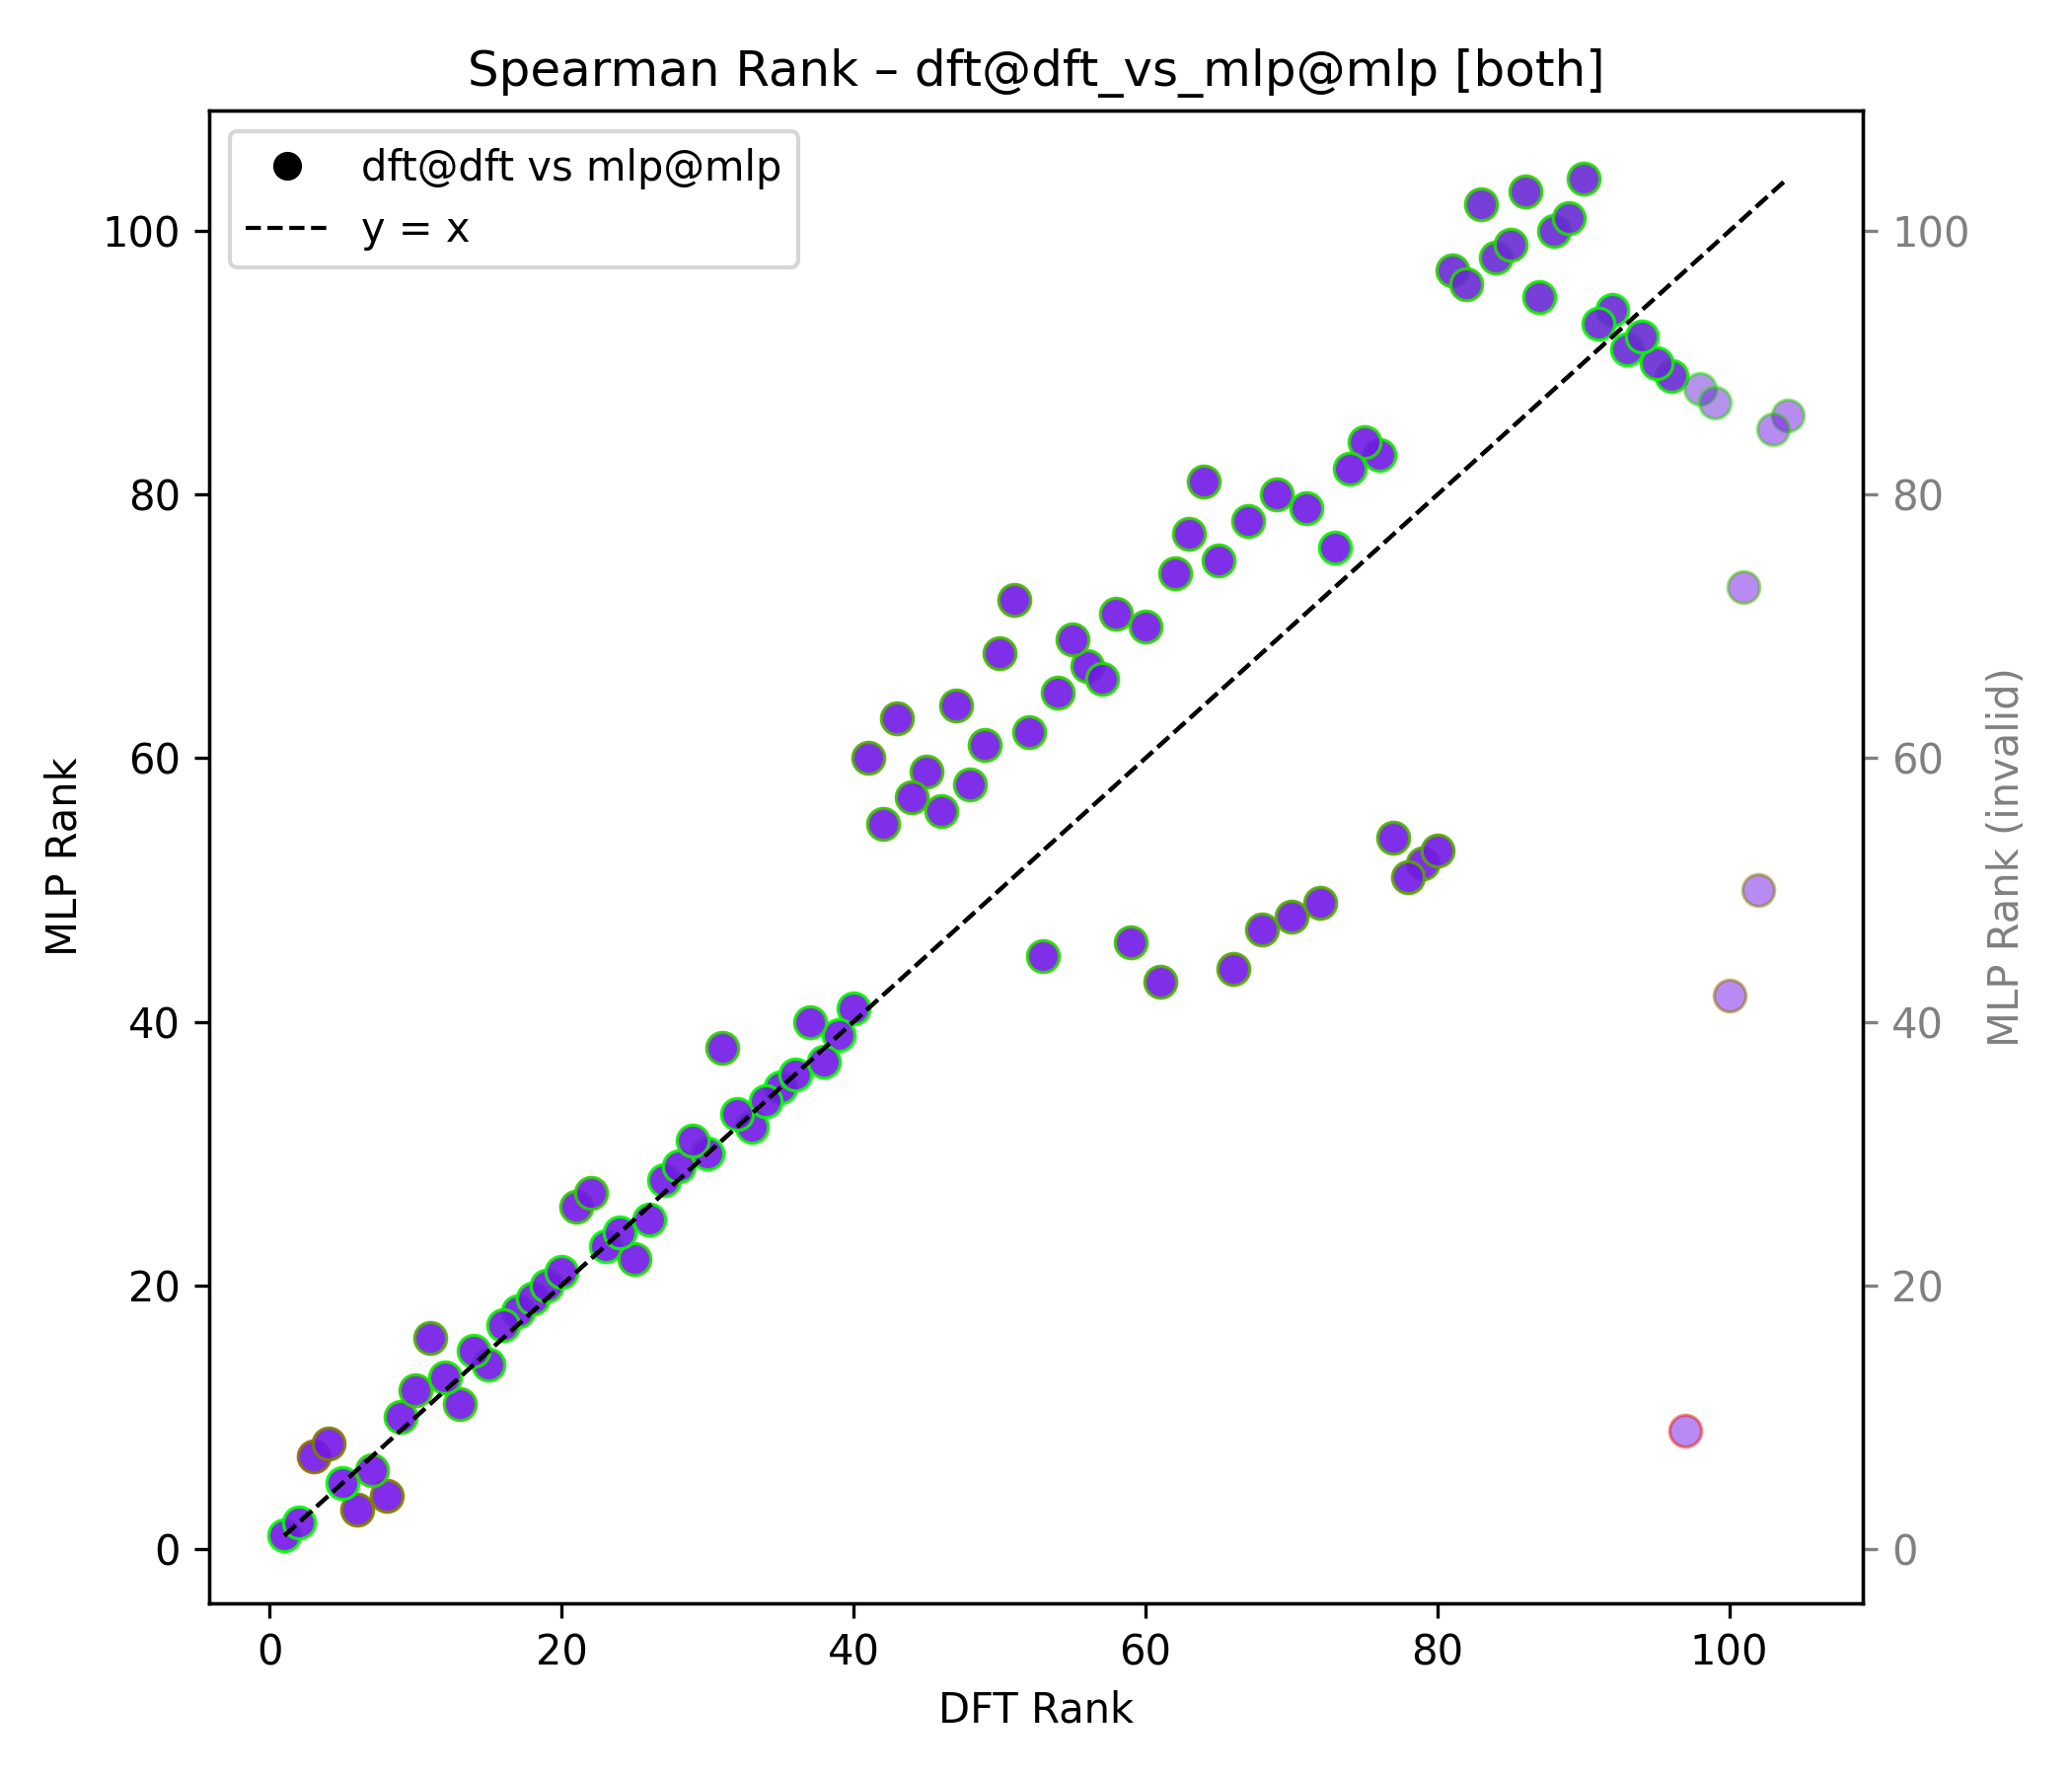 Spearman Rank – dft@dft_vs_mlp@mlp [both]
dft@dft vs mlp@mlp
y = x
100
80
60
40
20
0
MLP Rank
100
80
60
40
20
0
MLP Rank (invalid)
0 20 40 60 80 100
DFT Rank